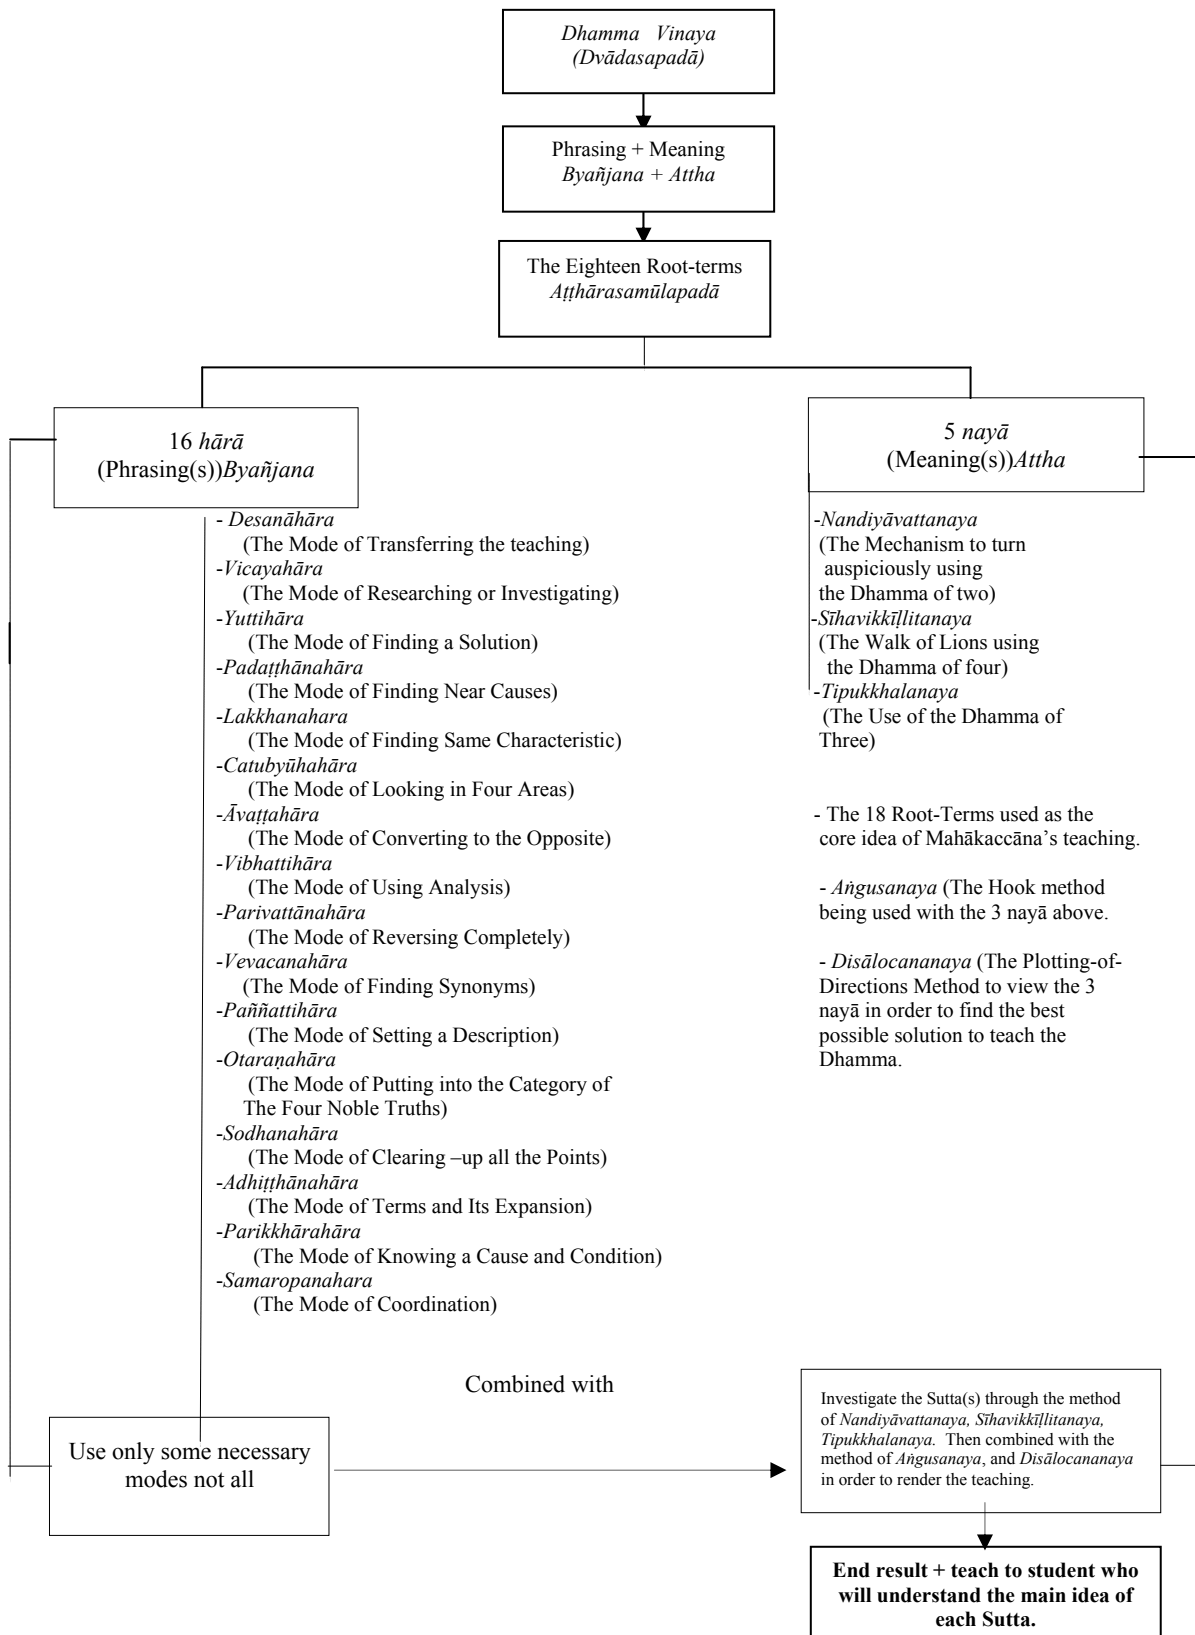 Dhamma Vinaya
(Dvādasapadā)
Phrasing + Meaning
Byañjana + Attha
The Eighteen Root-terms
Aṭṭhārasamūlapadā
16 hārā
(Phrasing(s))Byañjana
- Desanāhāra
(The Mode of Transferring the teaching)
-Vicayahāra
(The Mode of Researching or Investigating)
-Yuttihāra
(The Mode of Finding a Solution)
-Padaṭṭhānahāra
(The Mode of Finding Near Causes)
-Lakkhanahara
(The Mode of Finding Same Characteristic)
-Catubyūhahāra
(The Mode of Looking in Four Areas)
-Āvaṭṭahāra
(The Mode of Converting to the Opposite)
-Vibhattihāra
(The Mode of Using Analysis)
-Parivattānahāra
(The Mode of Reversing Completely)
-Vevacanahāra
(The Mode of Finding Synonyms)
-Paññattihāra
(The Mode of Setting a Description)
-Otaraṇahāra
(The Mode of Putting into the Category of
The Four Noble Truths)
-Sodhanahāra
(The Mode of Clearing –up all the Points)
-Adhiṭṭhānahāra
(The Mode of Terms and Its Expansion)
-Parikkhārahāra
(The Mode of Knowing a Cause and Condition)
-Samaropanahara
(The Mode of Coordination)
5 nayā
(Meaning(s))Attha
-Nandiyāvattanaya
(The Mechanism to turn
auspiciously using
the Dhamma of two)
-Sīhavikkīḷlitanaya
(The Walk of Lions using
the Dhamma of four)
-Tipukkhalanaya
(The Use of the Dhamma of
Three)
- The 18 Root-Terms used as the
core idea of Mahākaccāna’s teaching.
- Aṅgusanaya (The Hook method
being used with the 3 nayā above.
- Disālocananaya (The Plotting-of-
Directions Method to view the 3
nayā in order to find the best
possible solution to teach the
Dhamma.
Combined with
Use only some necessary
modes not all
Investigate the Sutta(s) through the method
of Nandiyāvattanaya, Sīhavikkīḷlitanaya,
Tipukkhalanaya. Then combined with the
method of Aṅgusanaya, and Disālocananaya
in order to render the teaching.
End result + teach to student who
will understand the main idea of
each Sutta.